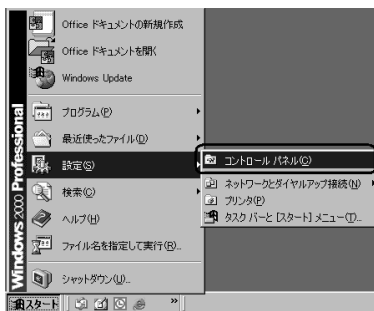 Office ドキュメントの新規作成
Office ドキュメントを開く
Windows Update
プログラム(P)
最近使ったファイル(D)
設定(S)
検索(C)
ヘルプ(H)
ファイル名を指定して実行(R)...
シャットダウン(U)...
Windows 2000 Professional
コントロール パネル(C)
ネットワークとダイヤルアップ接続(N)
プリンタ(P)
タスク バーと [スタート] メニュー(T)...
スタート
»